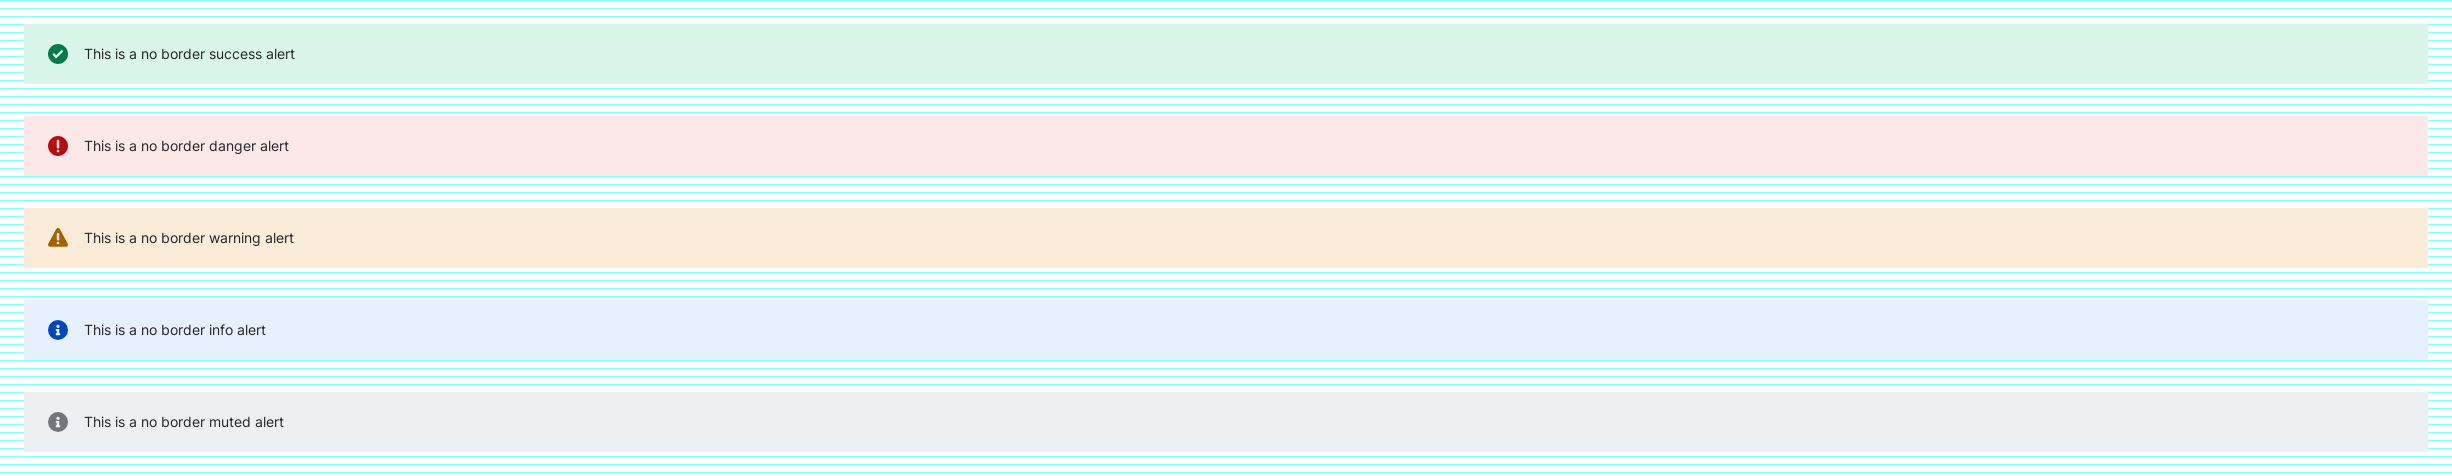 This is a no border success alert
This is a no border danger alert
This is a no border warning alert
This is a no border info alert
This is a no border muted alert